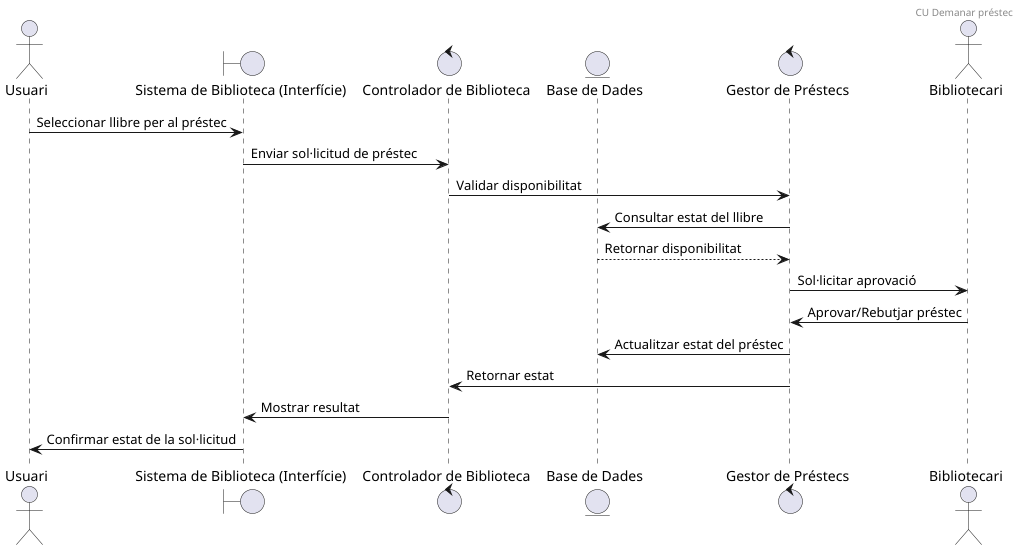 CU Demanar préstec
Usuari
Sistema de Biblioteca (Interfície)
Controlador de Biblioteca
Base de Dades
Gestor de Préstecs
Bibliotecari
Seleccionar llibre per al préstec
Enviar sol·licitud de préstec
Validar disponibilitat
Consultar estat del llibre
Retornar disponibilitat
Sol·licitar aprovació
Aprovar/Rebutjar préstec
Actualitzar estat del préstec
Retornar estat
Mostrar resultat
Confirmar estat de la sol·licitud
Usuari
Sistema de Biblioteca (Interfície)
Controlador de Biblioteca
Base de Dades
Gestor de Préstecs
Bibliotecari